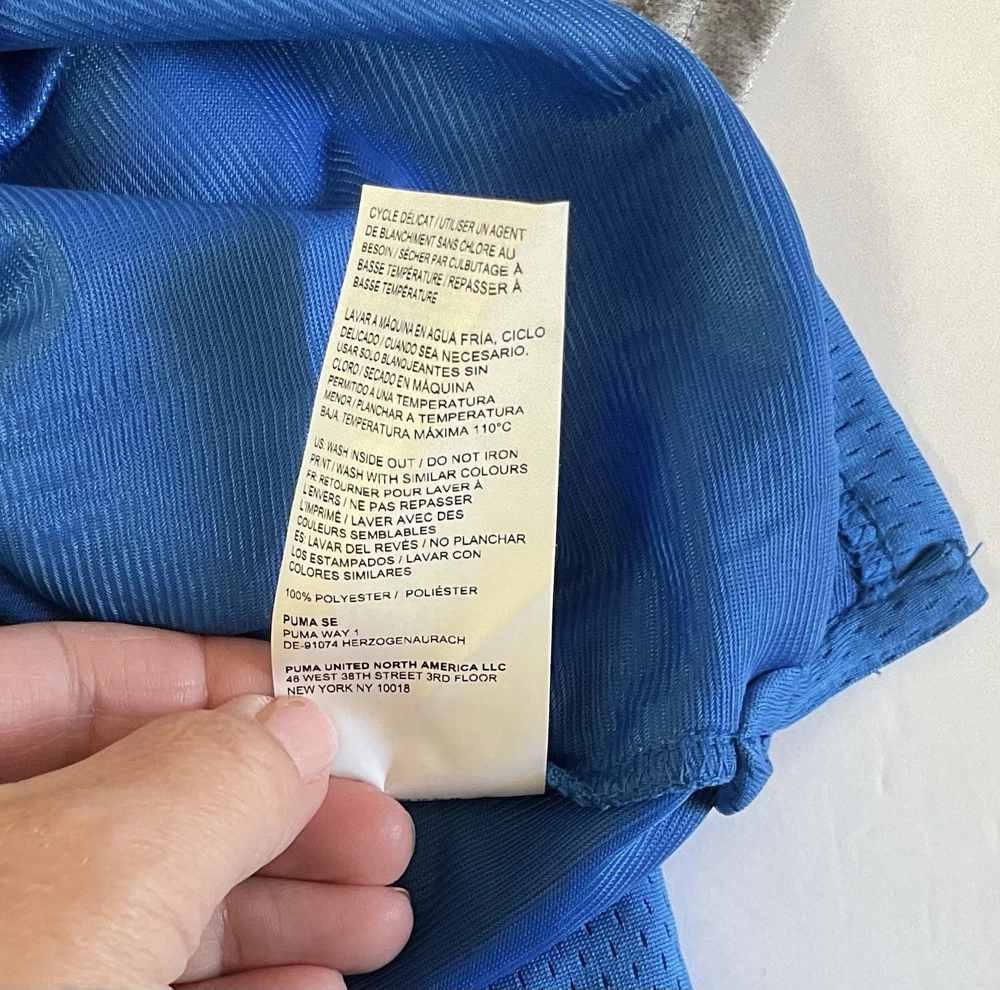 CYCLE DÉLICAT / UTILISER UN AGENT
DE BLANCHIMENT SANS CHLORE AU
BESOIN / SÉCHER PAR CULBUTAGE À
BASSE TEMPÉRATURE / REPASSER À
BASSE TEMPÉRATURE
LAVAR A MÁQUINA EN AGUA FRÍA, CICLO
DELICADO / CUANDO SEA NECESARIO,
USAR SOLO BLANQUEANTES SIN
CLORO / SECADO EN MÁQUINA
PERMITIDO A UNA TEMPERATURA
MENOR / PLANCHAR A TEMPERATURA
BAJA, TEMPERATURA MÁXIMA 110°C
US: WASH INSIDE OUT / DO NOT IRON
PRINT / WASH WITH SIMILAR COLOURS
FR: RETOURNER POUR LAVER À
L'ENVERS / NE PAS REPASSER
L'IMPRIMÉ / LAVER AVEC DES
COULEURS SEMBLABLES
ES: LAVAR DEL REVÉS / NO PLANCHAR
LOS ESTAMPADOS / LAVAR CON
COLORES SIMILARES
100% POLYESTER / POLIÉSTER
PUMA SE
PUMA WAY 1
DE-91074 HERZOGENAURACH
PUMA UNITED NORTH AMERICA LLC
48 WEST 38TH STREET 3RD FLOOR
NEW YORK NY 10018